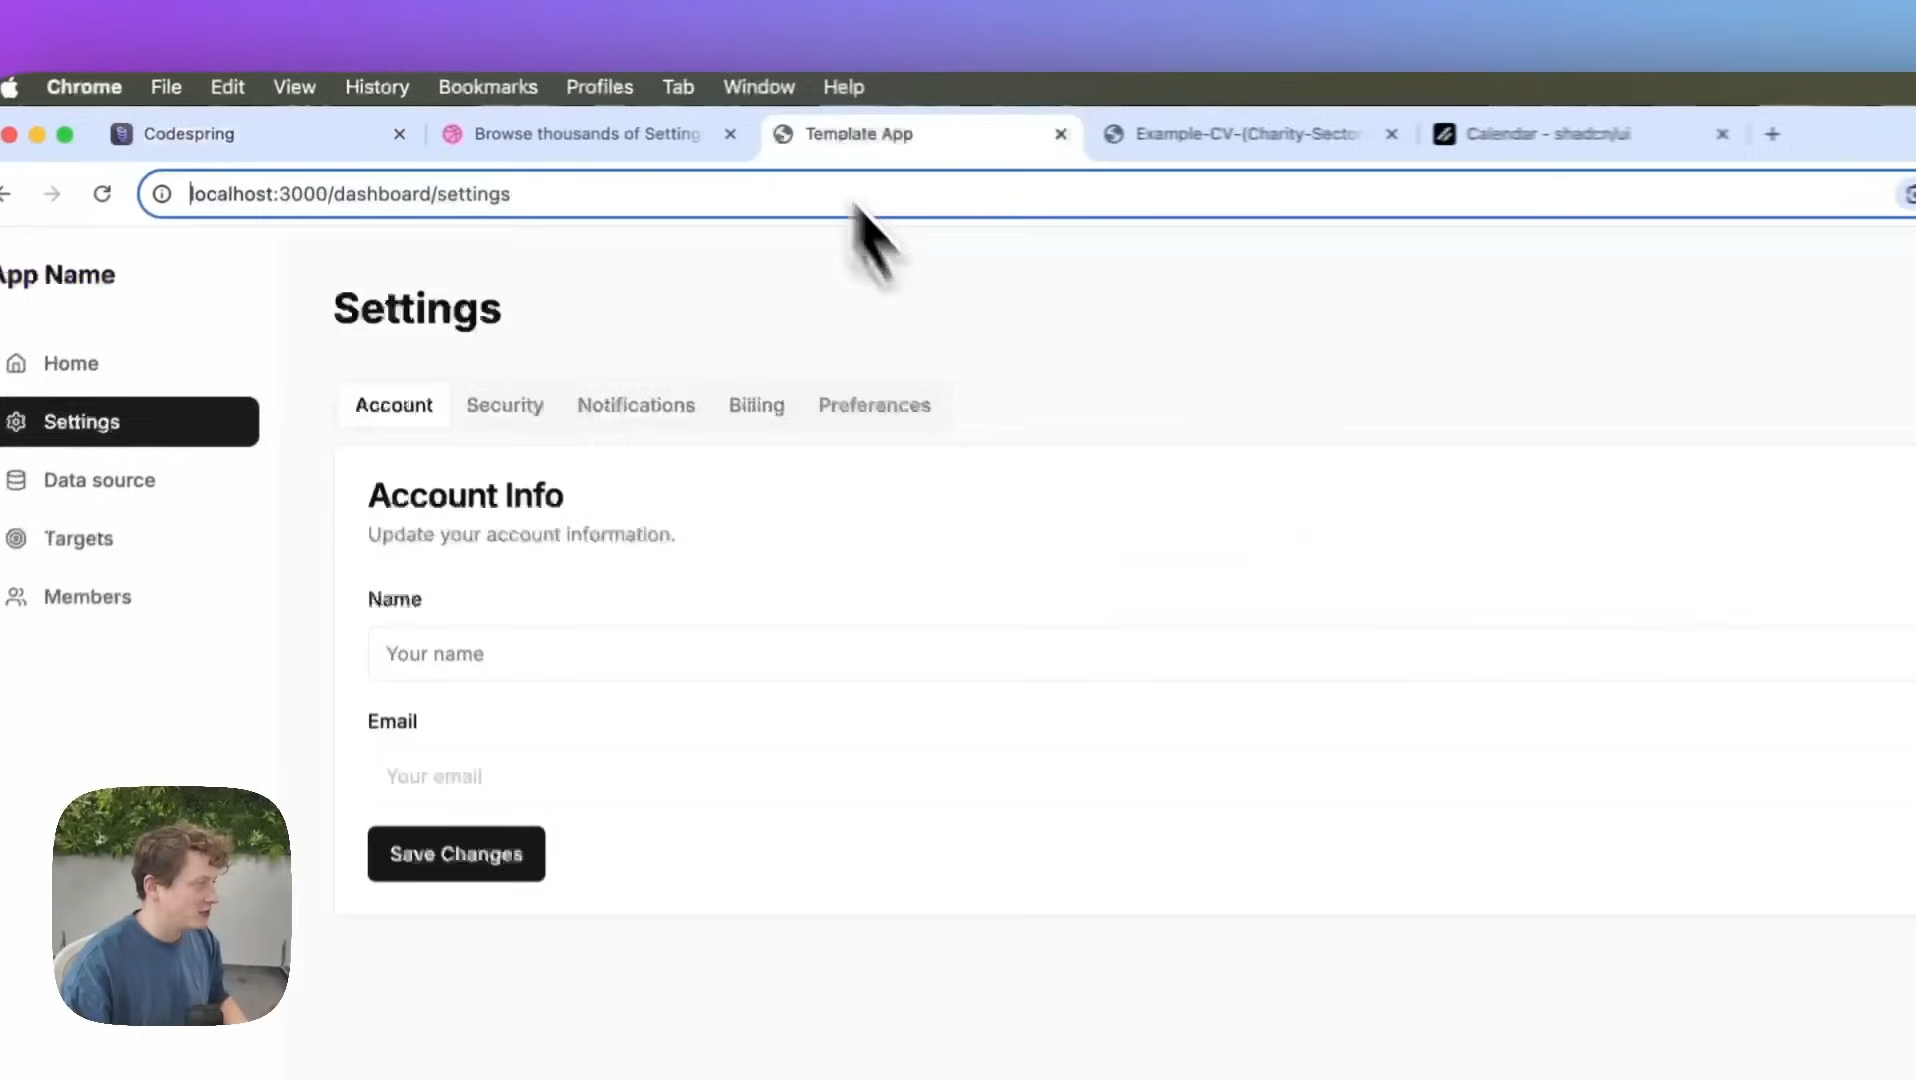 Chrome File Edit View History Bookmarks Profiles Tab Window Help
Codespring Browse thousands of Setting Template App Example-CV-(Charity-Sector Calendar - shadcn/ui
localhost:3000/dashboard/settings
App Name
Home
Settings
Data source
Targets
Members
Settings
Account Security Notifications Billing Preferences
Account Info
Update your account information.
Name
Your name
Email
Your email
Save Changes